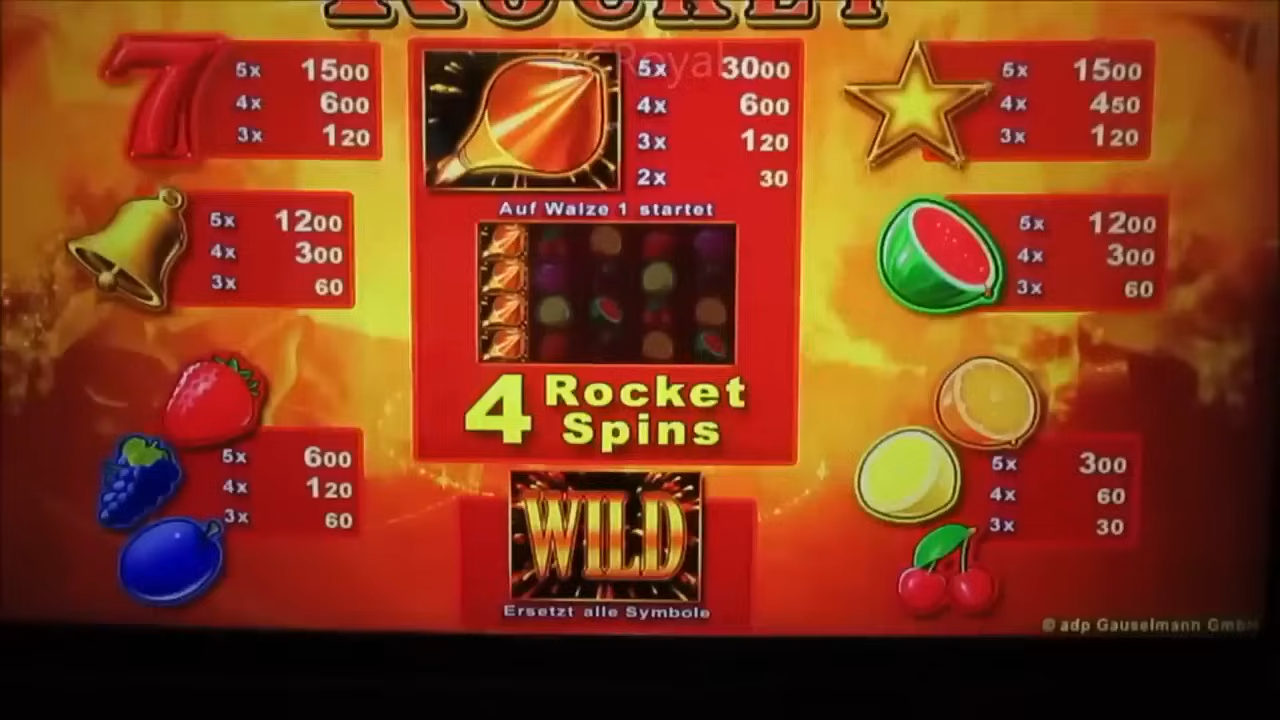 ROCKET
5x 1500
4x 600
3x 120
5x 3000
4x 600
3x 120
2x 30
5x 1500
4x 450
3x 120
Auf Walze 1 startet
4 Rocket
Spins
5x 1200
4x 300
3x 60
5x 1200
4x 300
3x 60
5x 600
4x 120
3x 60
WILD
Ersetzt alle Symbole
5x 300
4x 60
3x 30
© adp Gauselmann GmbH